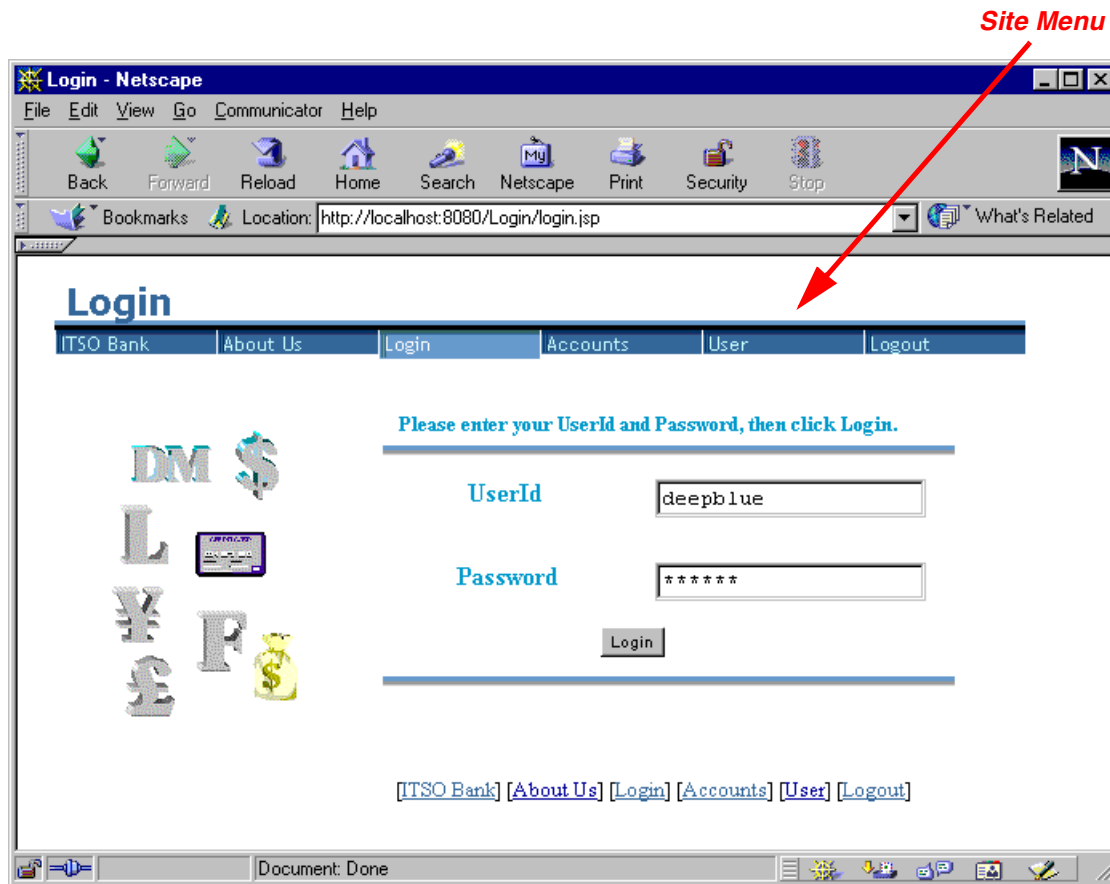 Site Menu
Login - Netscape
File Edit View Go Communicator Help
My
N
Back Forward Reload Home Search Netscape Print Security Stop
Bookmarks Location: http://localhost:8080/Login/login.jsp What's Related
Login
ITSO Bank About Us Login Accounts User Logout
Please enter your UserId and Password, then click Login.
DM $
UserId deepblue
L
Password ******
¥
F
Login
£
$
[ITSO Bank] [About Us] [Login] [Accounts] [User] [Logout]
Document: Done